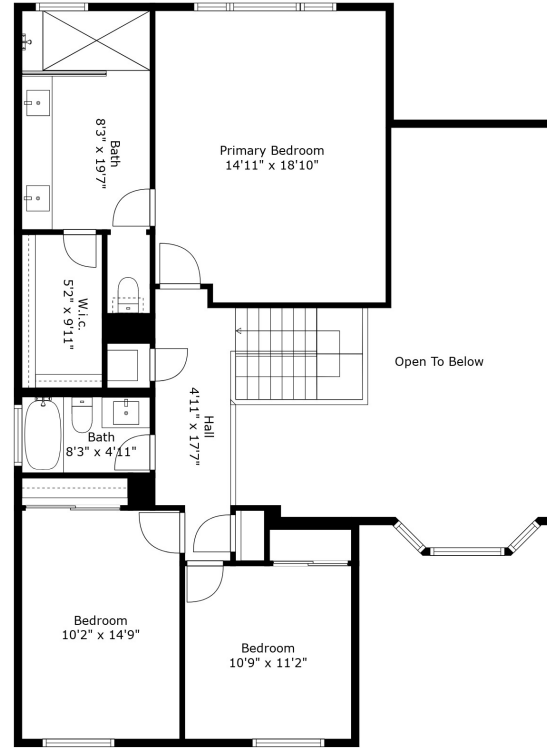 Bath
8'3" x 19'7"
Primary Bedroom
14'11" x 18'10"
W.i.c.
5'2" x 9'11"
Open To Below
Hall
4'11" x 17'7"
Bath
8'3" x 4'11"
Bedroom
10'2" x 14'9"
Bedroom
10'9" x 11'2"